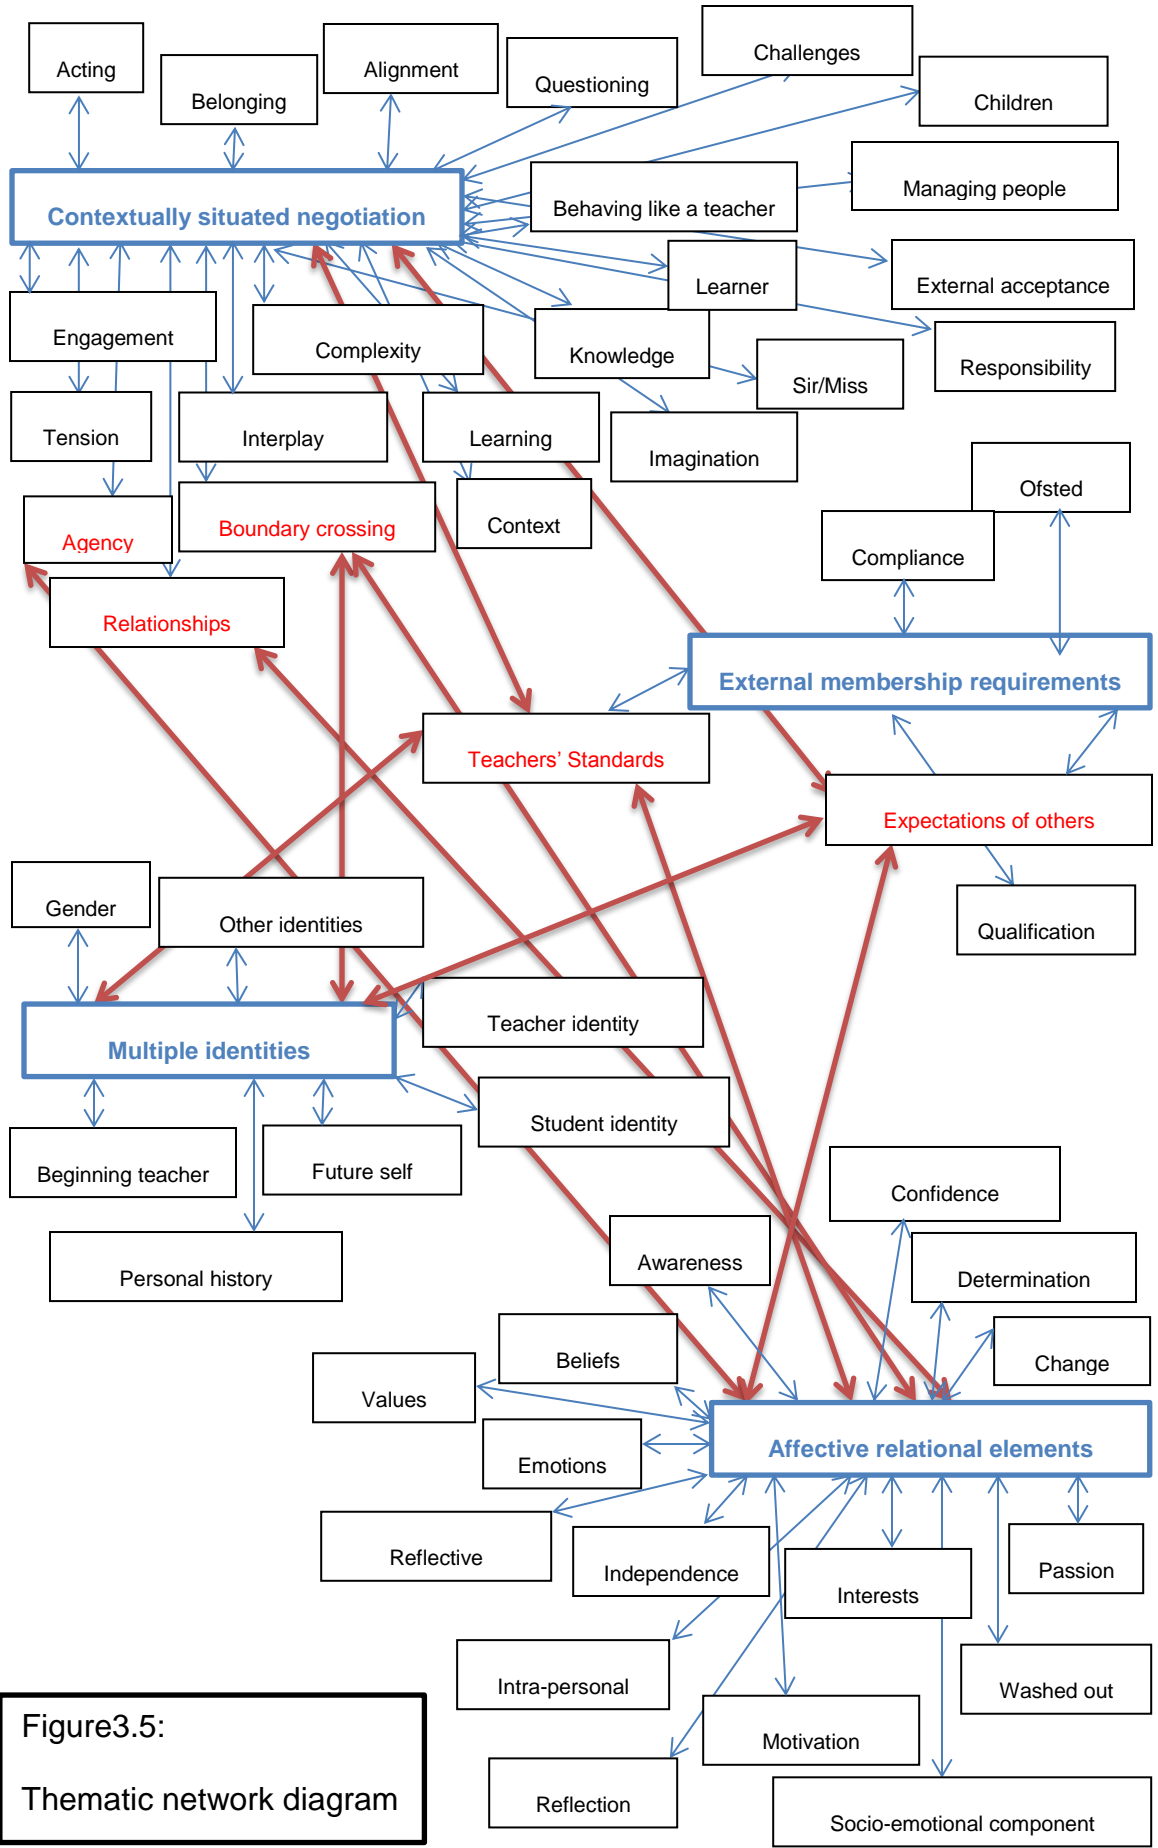 Challenges
Acting
Alignment
Questioning
Belonging
Children
Managing people
Behaving like a teacher
Contextually situated negotiation
Learner
External acceptance
Engagement
Complexity
Knowledge
Responsibility
Sir/Miss
Tension
Interplay
Learning
Imagination
Ofsted
Agency
Boundary crossing
Context
Compliance
Relationships
External membership requirements
Teachers’ Standards
Expectations of others
Gender
Other identities
Qualification
Teacher identity
Multiple identities
Student identity
Beginning teacher
Future self
Confidence
Personal history
Awareness
Determination
Beliefs
Change
Values
Affective relational elements
Emotions
Reflective
Independence
Interests
Passion
Intra-personal
Washed out
Motivation
Reflection
Socio-emotional component
Figure3.5:
Thematic network diagram